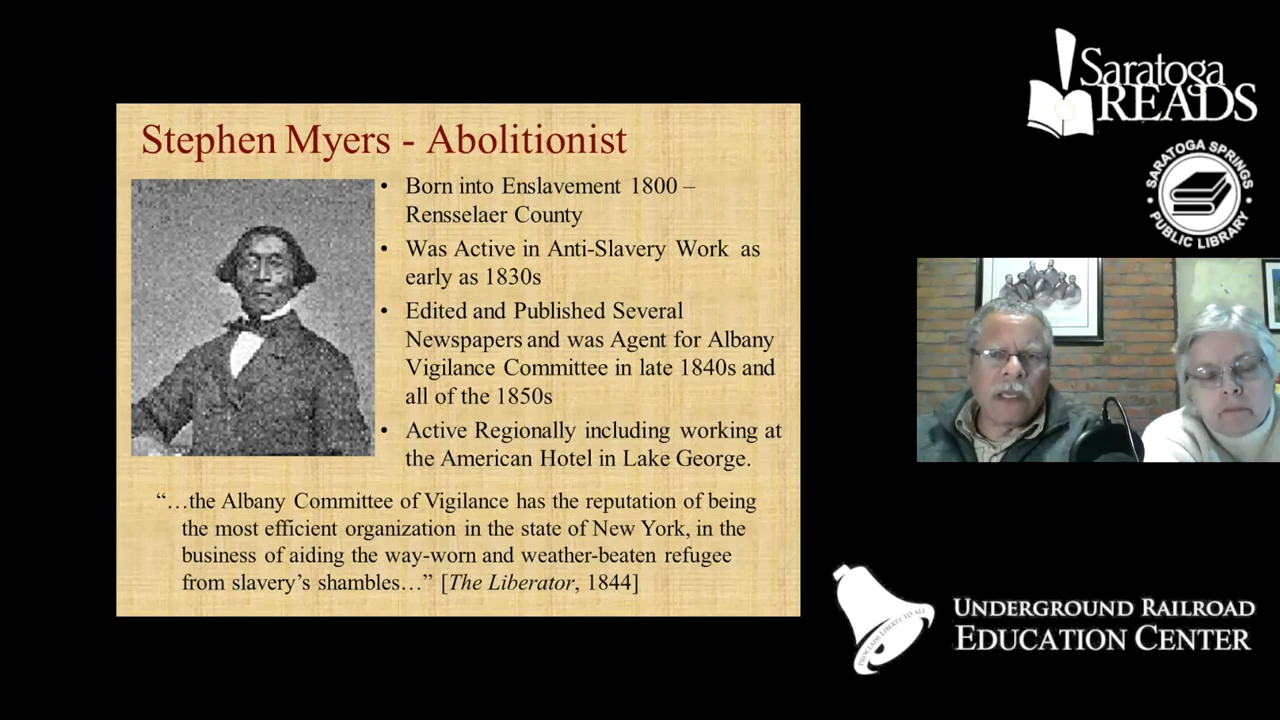 Stephen Myers - Abolitionist
• Born into Enslavement 1800 –
Rensselaer County
• Was Active in Anti-Slavery Work as
early as 1830s
• Edited and Published Several
Newspapers and was Agent for Albany
Vigilance Committee in late 1840s and
all of the 1850s
• Active Regionally including working at
the American Hotel in Lake George.
“…the Albany Committee of Vigilance has the reputation of being
the most efficient organization in the state of New York, in the
business of aiding the way-worn and weather-beaten refugee
from slavery’s shambles…” [The Liberator, 1844]
Saratoga
READS
SARATOGA SPRINGS
PUBLIC LIBRARY
PROCLAIM LIBERTY TO ALL
UNDERGROUND RAILROAD
EDUCATION CENTER